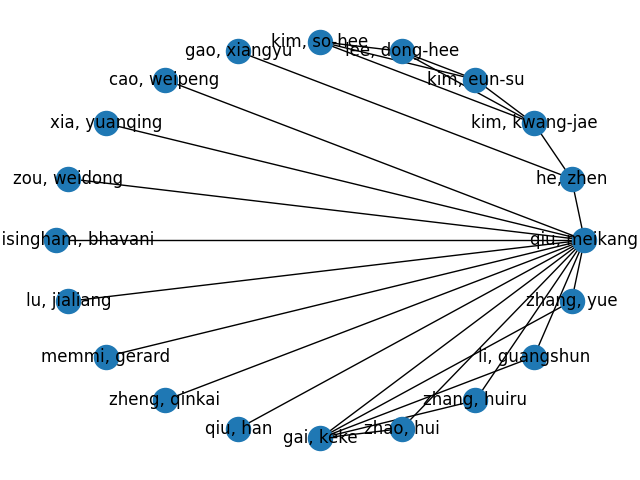 kim, so hee
gao, xiangyu
lee, dong-hee
cao, weipeng
kim, eun-su
xia, yuanqing
kim, kwang-jae
zou, weidong
he, zhen
isingham, bhavani
qiu, meikang
lu, jialiang
zhang, yue
memmi, gerard
li, guangshun
zheng, qinkai
zhang, huiru
qiu, han
gai, keke
zhao, hui